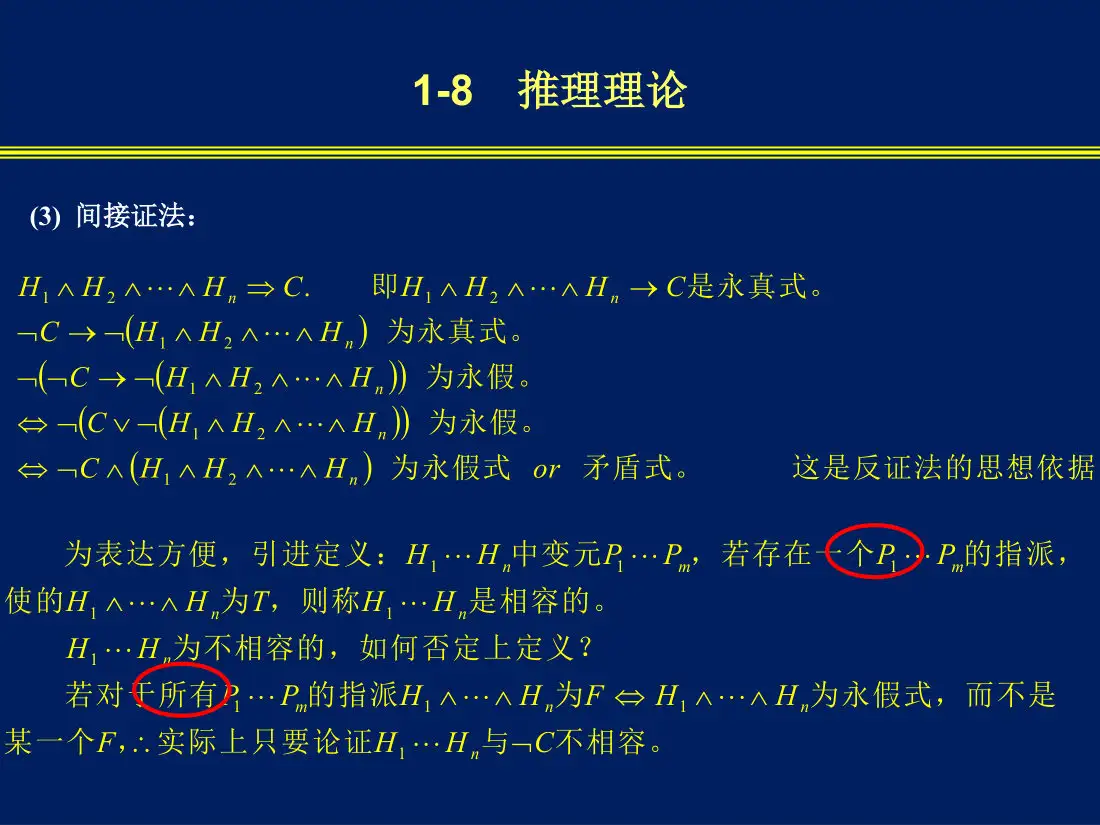 1-8 推理理论
(3) 间接证法：
H₁ ∧ H₂ ∧ ⋯ ∧ Hₙ ⇒ C. 即H₁ ∧ H₂ ∧ ⋯ ∧ Hₙ → C是永真式。
¬C → ¬(H₁ ∧ H₂ ∧ ⋯ ∧ Hₙ) 为永真式。
¬(¬C → ¬(H₁ ∧ H₂ ∧ ⋯ ∧ Hₙ)) 为永假。
⇔ ¬(C ∨ ¬(H₁ ∧ H₂ ∧ ⋯ ∧ Hₙ)) 为永假。
⇔ ¬C ∧ (H₁ ∧ H₂ ∧ ⋯ ∧ Hₙ) 为永假式 or 矛盾式。 这是反证法的思想依据
为表达方便，引进定义：H₁ ⋯ Hₙ中变元P₁ ⋯ Pₘ，若存在一个P₁ ⋯ Pₘ的指派，
使的H₁ ∧ ⋯ ∧ Hₙ为T，则称H₁ ⋯ Hₙ是相容的。
H₁ ⋯ Hₙ为不相容的，如何否定上定义？
若对于所有P₁ ⋯ Pₘ的指派H₁ ∧ ⋯ ∧ Hₙ为F ⇔ H₁ ∧ ⋯ ∧ Hₙ为永假式，而不是
某一个F，∴实际上只要论证H₁ ⋯ Hₙ与¬C不相容。